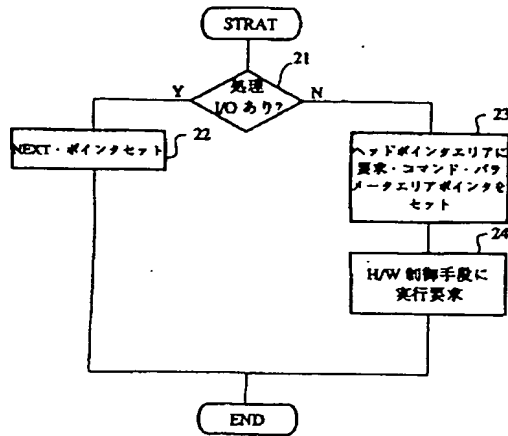 STRAT
21
処理
I/O あり?
Y
N
22
NEXT・ポインタセット
23
ヘッドポインタエリアに
要求・コマンド・パラ
メータエリアポインタを
セット
24
H/W 制御手段に
実行要求
END